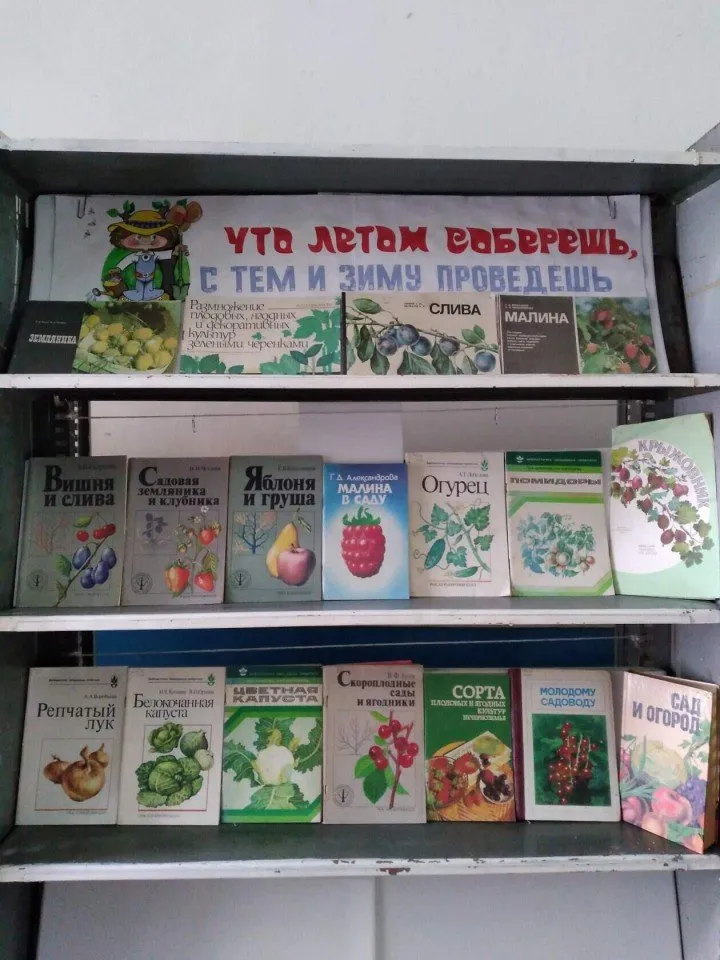 ЧТО ЛЕТОМ СОБЕРЕШЬ,
С ТЕМ И ЗИМУ ПРОВЕДЕШЬ
ЗЕМЛЯНИКА
Размножение
плодовых, ягодных
и декоративных
культур
зелеными черенками
СЛИВА
МАЛИНА
Вишня
и слива
Садовая
земляника
и клубника
Яблоня
и груша
Г. Д. Александрова
МАЛИНА
В САДУ
Огурец
ПОМИДОРЫ
КРЫЖОВНИК
Репчатый
лук
Белокочанная
капуста
ЦВЕТНАЯ
КАПУСТА
Скороплодные
сады
и ягодники
СОРТА
ПЛОДОВЫХ И ЯГОДНЫХ
КУЛЬТУР
МОЛОДОМУ
САДОВОДУ
САД
И ОГОРОД